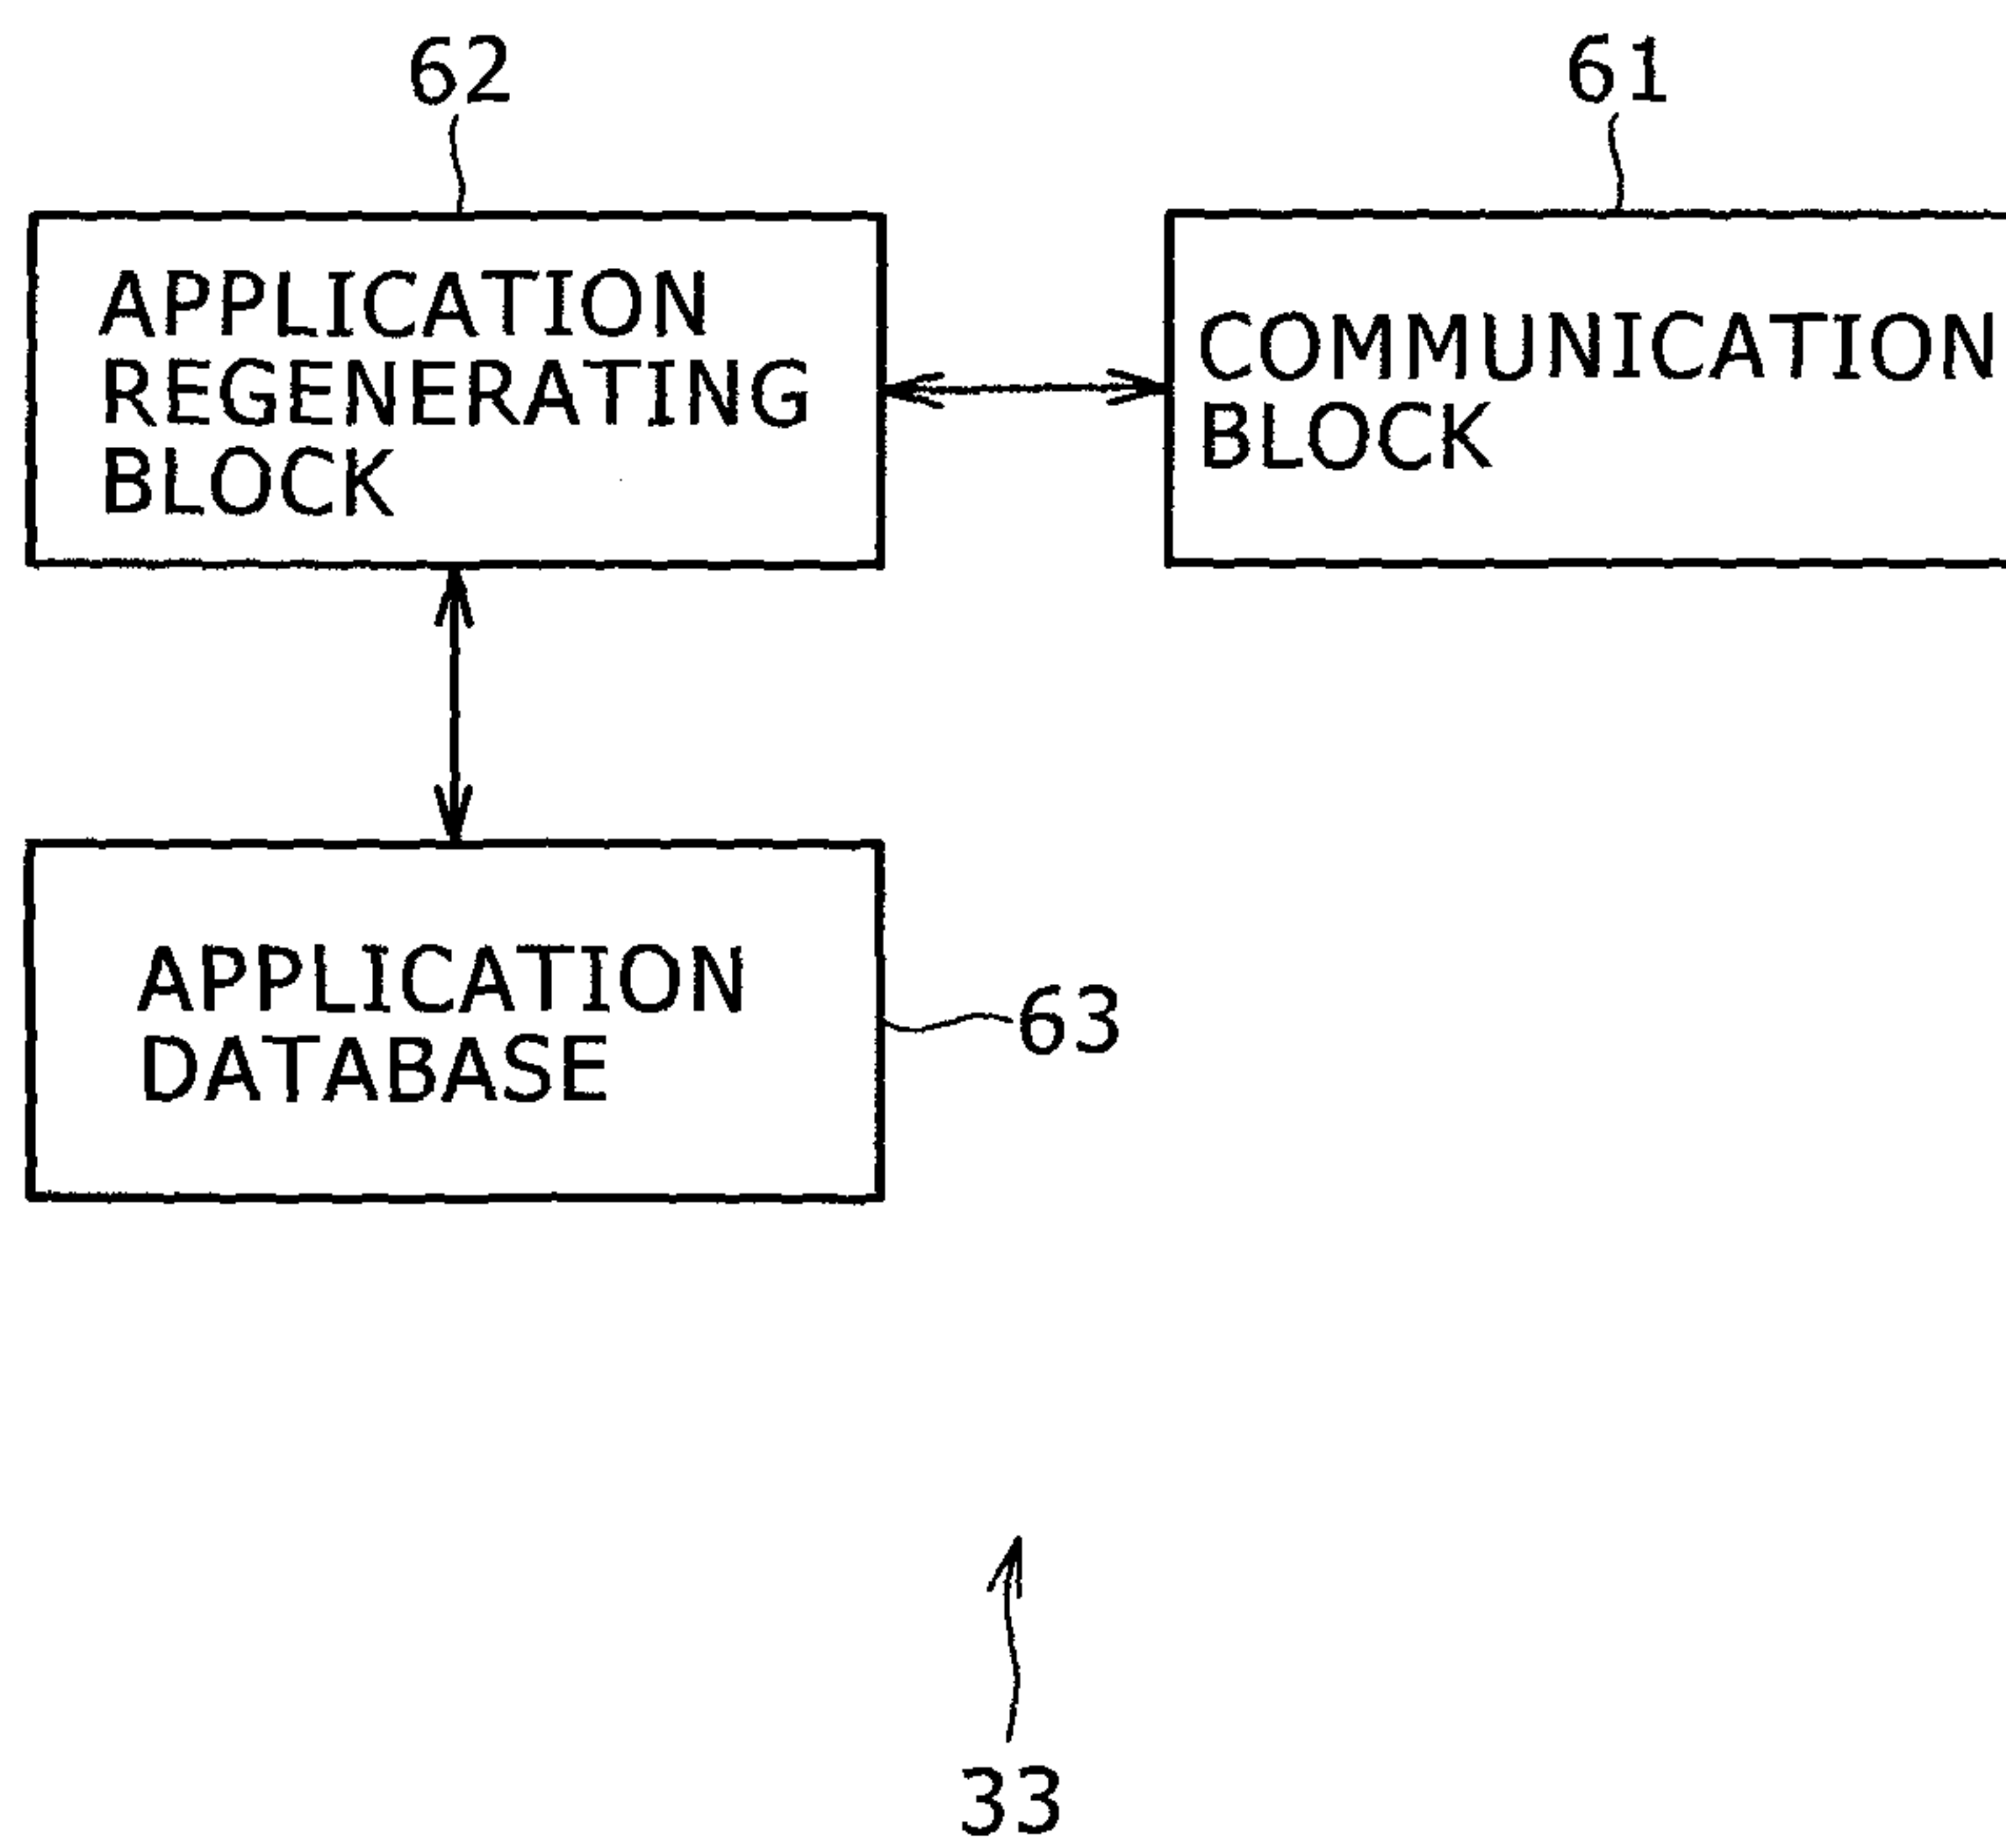 62
61
APPLICATION
REGENERATING
BLOCK
COMMUNICATION
BLOCK
APPLICATION
DATABASE
63
33